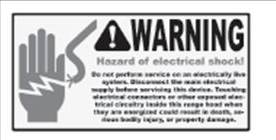 WARNING
Hazard of electrical shock!
Do not perform service on an electrically live
system. Disconnect the main electrical
supply before servicing this device. Touching
electrical connectors or other exposed elec-
trical circuitry inside this range hood when
they are energized could result in death, se-
rious bodily injury, or property damage.